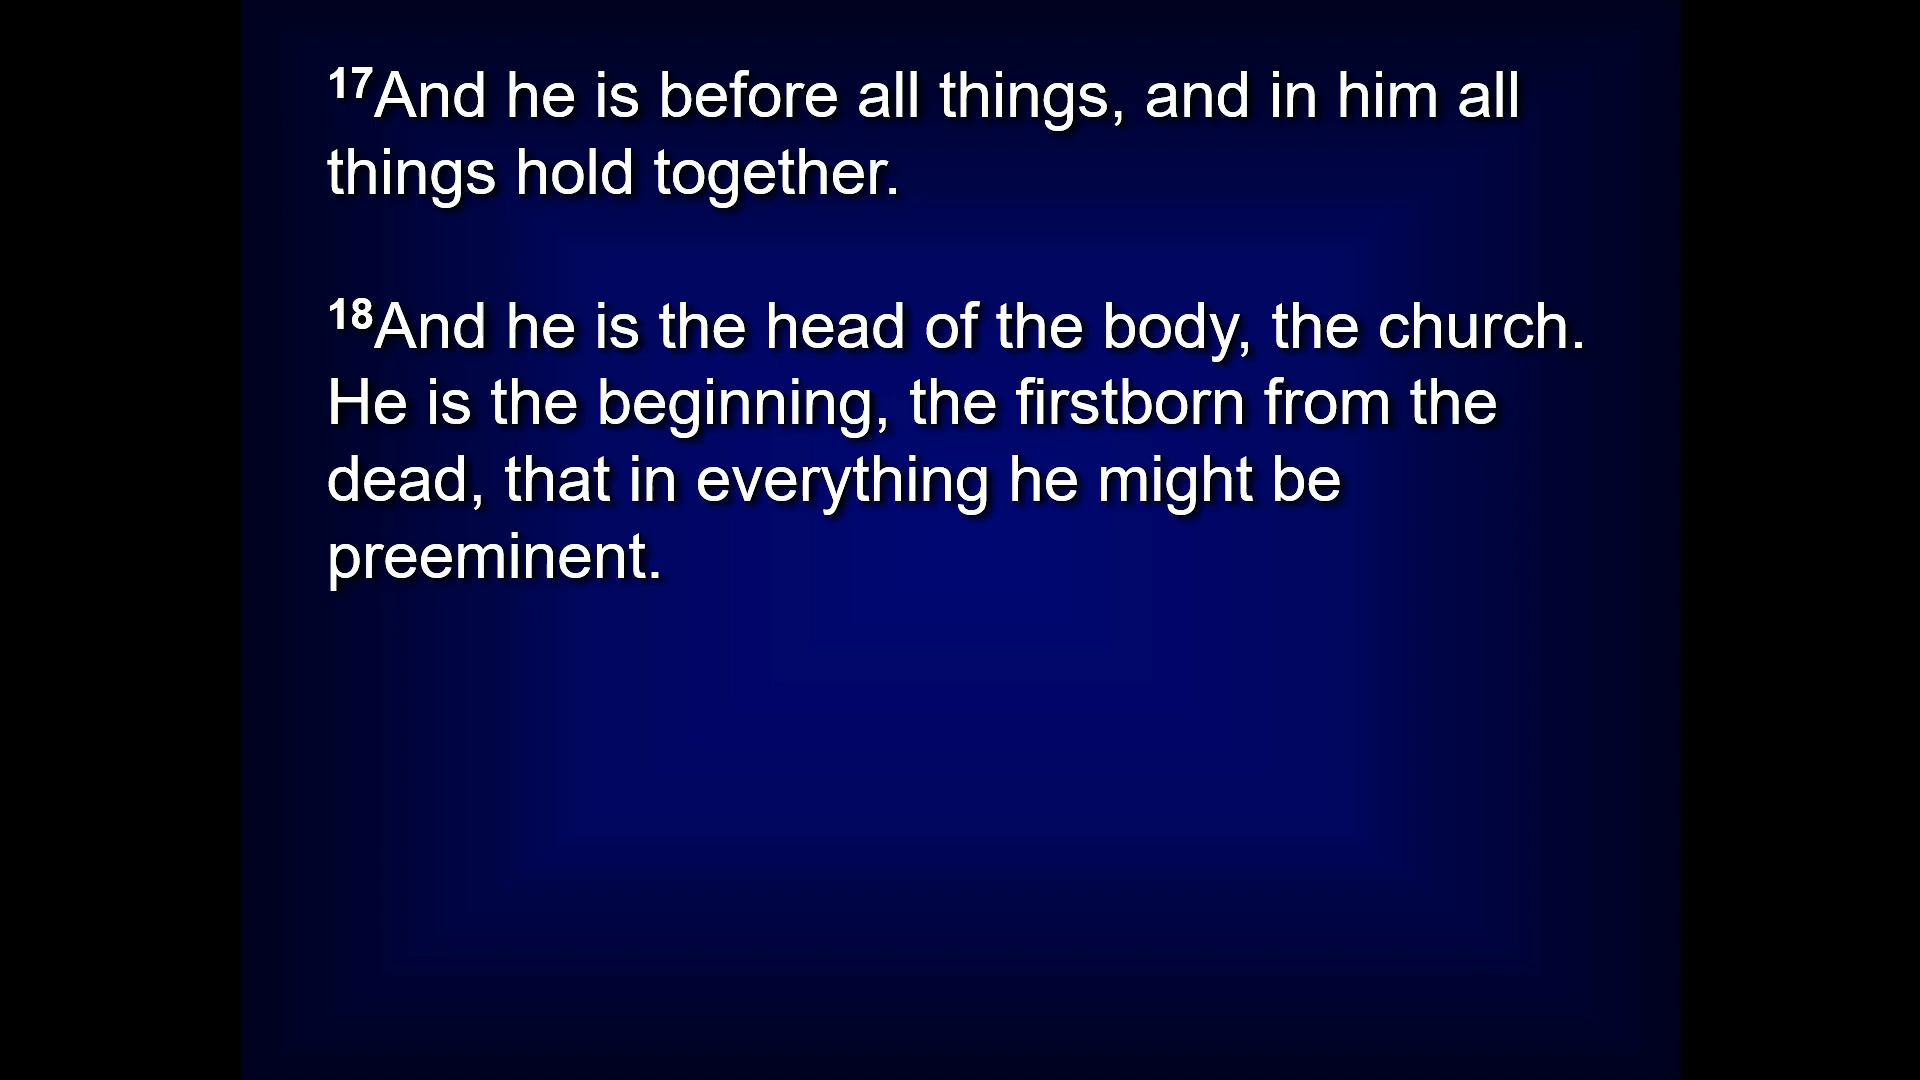 17And he is before all things, and in him all
things hold together.
18And he is the head of the body, the church.
He is the beginning, the firstborn from the
dead, that in everything he might be
preeminent.